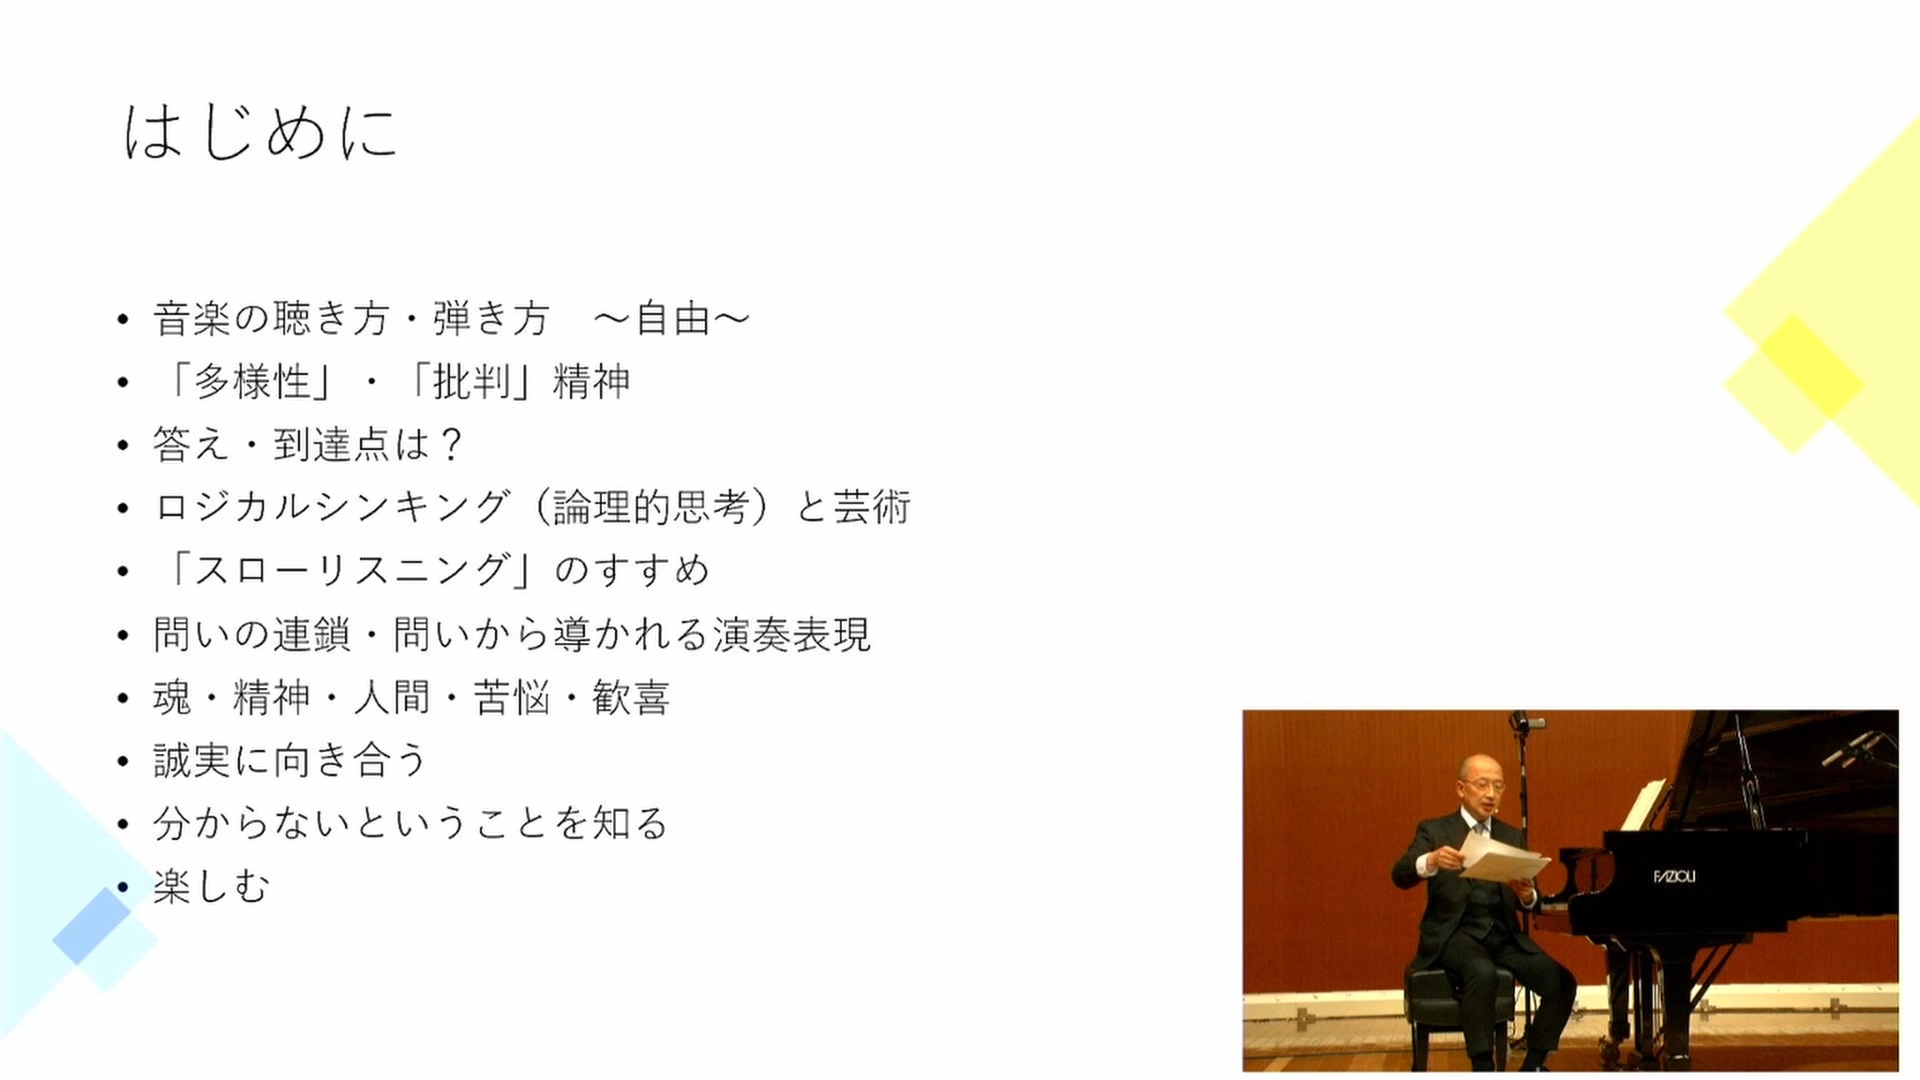 はじめに
• 音楽の聴き方・弾き方　～自由～
• 「多様性」・「批判」精神
• 答え・到達点は？
• ロジカルシンキング（論理的思考）と芸術
• 「スローリスニング」のすすめ
• 問いの連鎖・問いから導かれる演奏表現
• 魂・精神・人間・苦悩・歓喜
• 誠実に向き合う
• 分からないということを知る
• 楽しむ
FAZIOLI